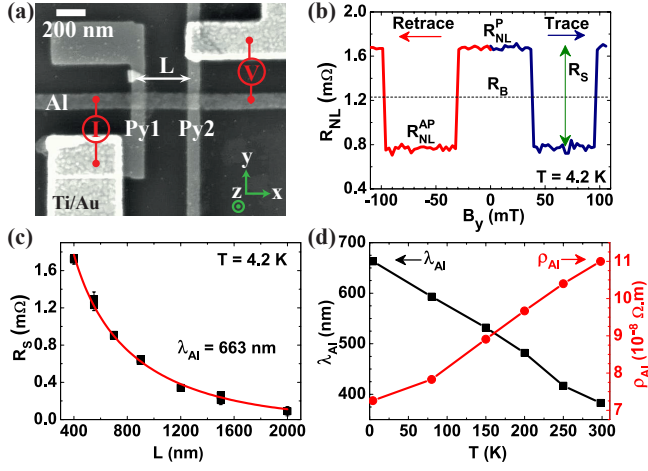 (a)
200 nm
L
V
Al
I
Py1 Py2
Ti/Au
y
z x
(b)
Retrace R_NL^P Trace
R_S
R_B
R_NL^AP
T = 4.2 K
R_NL (mΩ)
1.6
1.2
0.8
-100 -50 0 50 100
B_y (mT)
(c)
T = 4.2 K
λ_Al = 663 nm
R_S (mΩ)
1.6
1.2
0.8
0.4
0.0
400 800 1200 1600 2000
L (nm)
(d)
λ_Al ρ_Al
λ_Al (nm)
700
600
500
400
ρ_Al (10⁻⁸ Ω.m)
11
10
9
8
7
0 50 100 150 200 250 300
T (K)